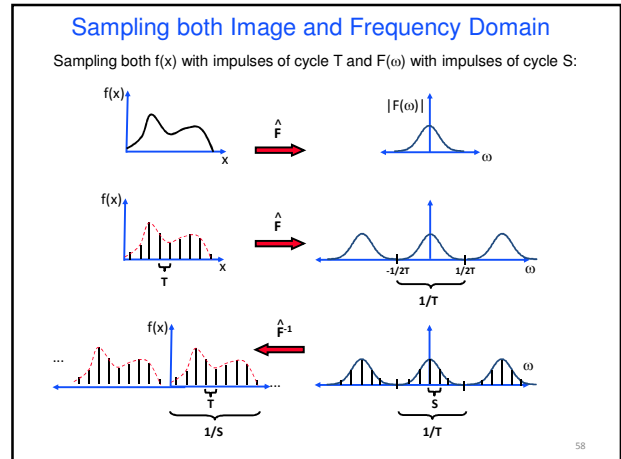 Sampling both Image and Frequency Domain
Sampling both f(x) with impulses of cycle T and F(ω) with impulses of cycle S:
f(x)
x
F̂
|F(ω)|
ω
f(x)
x
T
F̂
-1/2T
1/2T
ω
1/T
f(x)
...
...
T
1/S
F̂⁻¹
ω
S
1/T
58